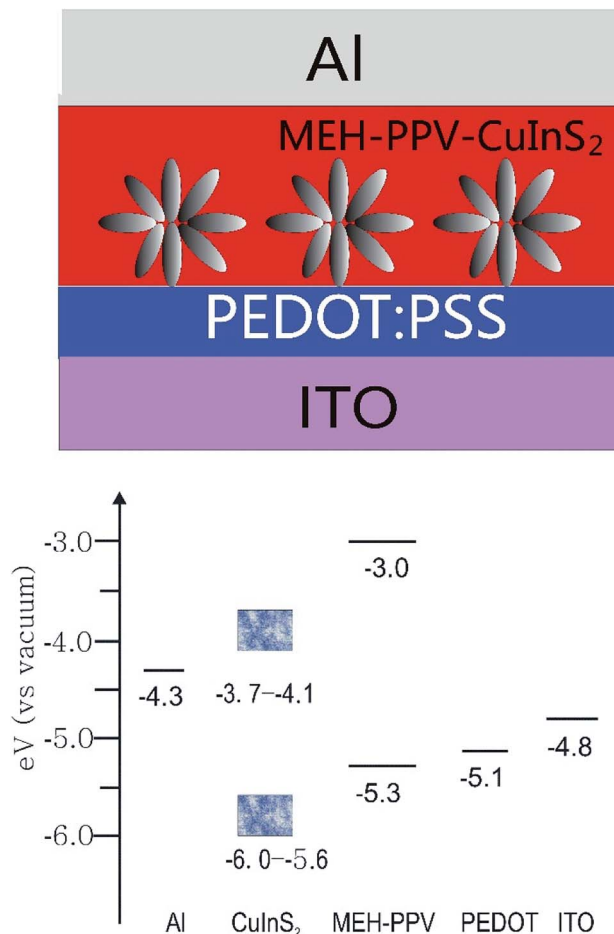 Al
MEH-PPV-CuInS₂
PEDOT:PSS
ITO
eV (vs vacuum)
-3.0
-4.0
-5.0
-6.0
-3.0
-4.3
-3.7–-4.1
-4.8
-5.3
-5.1
-6.0–-5.6
Al CuInS₂ MEH-PPV PEDOT ITO